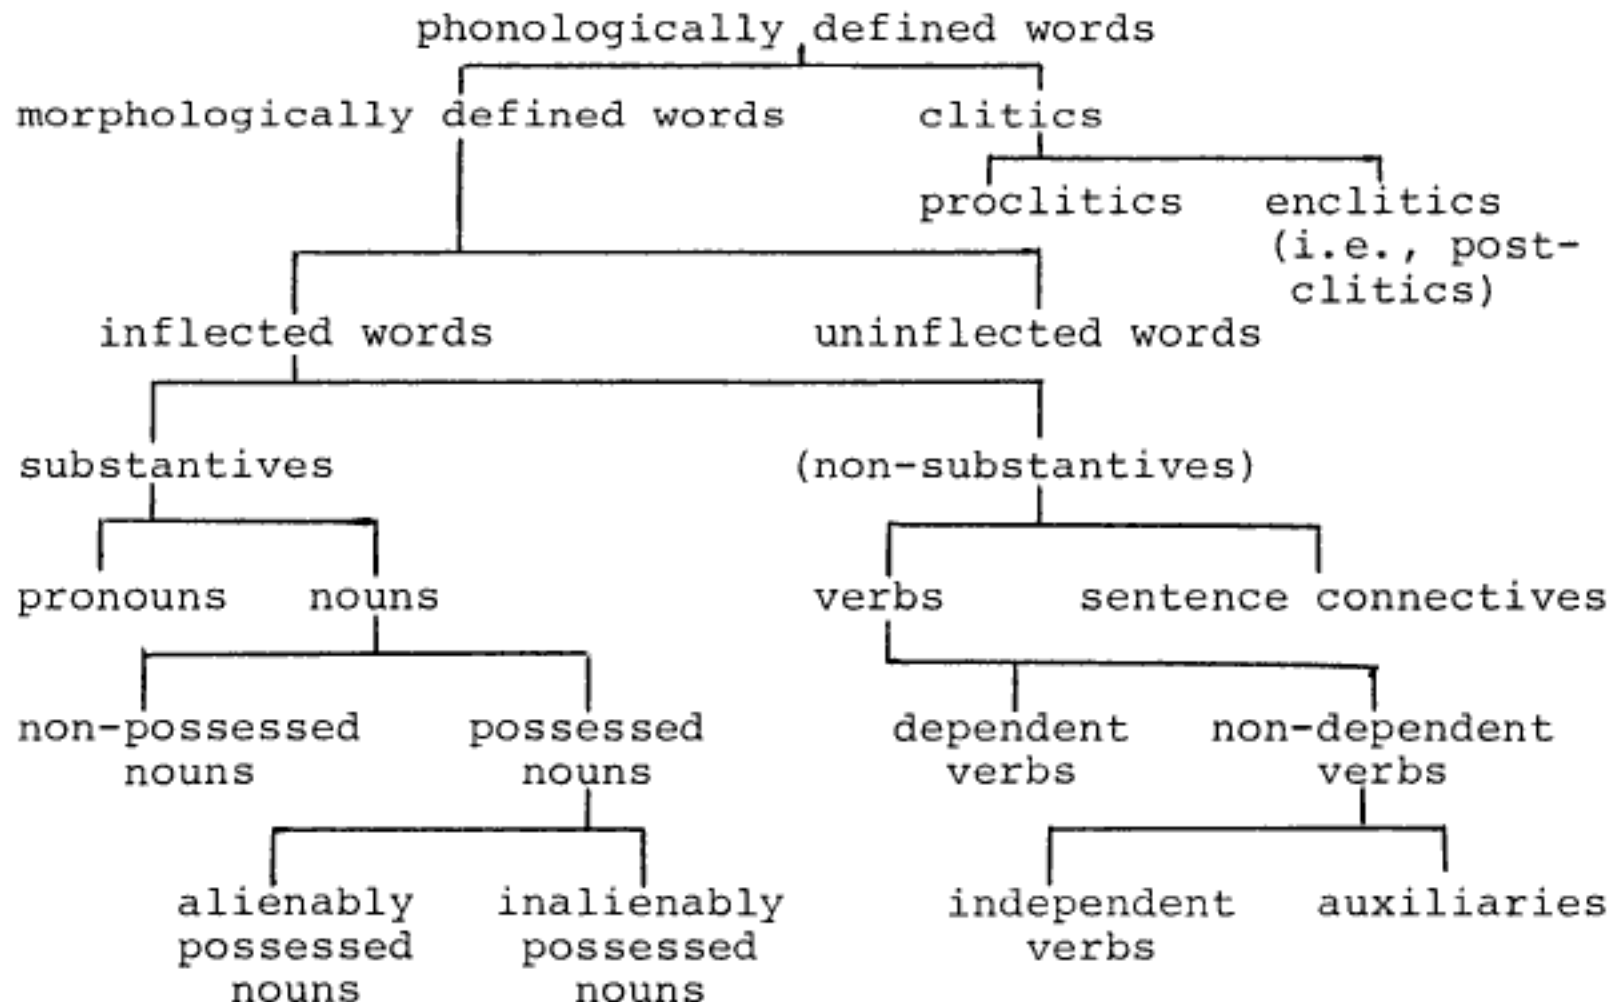 phonologically defined words
morphologically defined words clitics
proclitics enclitics
(i.e., post-
clitics)
inflected words uninflected words
substantives (non-substantives)
pronouns nouns verbs sentence connectives
non-possessed possessed dependent non-dependent
nouns nouns verbs verbs
alienably inalienably independent auxiliaries
possessed possessed verbs
nouns nouns